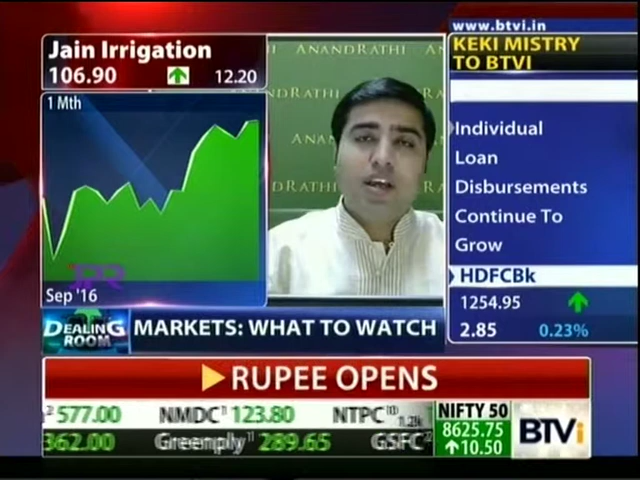 www.btvi.in
Jain Irrigation
106.90 12.20
1 Mth
Sep '16
ANANDRATHI
ANAND
ANAND
NDRATHI
KEKI MISTRY
TO BTVI
Individual
Loan
Disbursements
Continue To
Grow
HDFCBk
1254.95
2.85 0.23%
DEALING
ROOM
MARKETS: WHAT TO WATCH
RUPEE OPENS
577.00 NMDC 123.80 NTPC
362.00 Greenply 289.65 GSFC
NIFTY 50
8625.75
10.50
BTVi